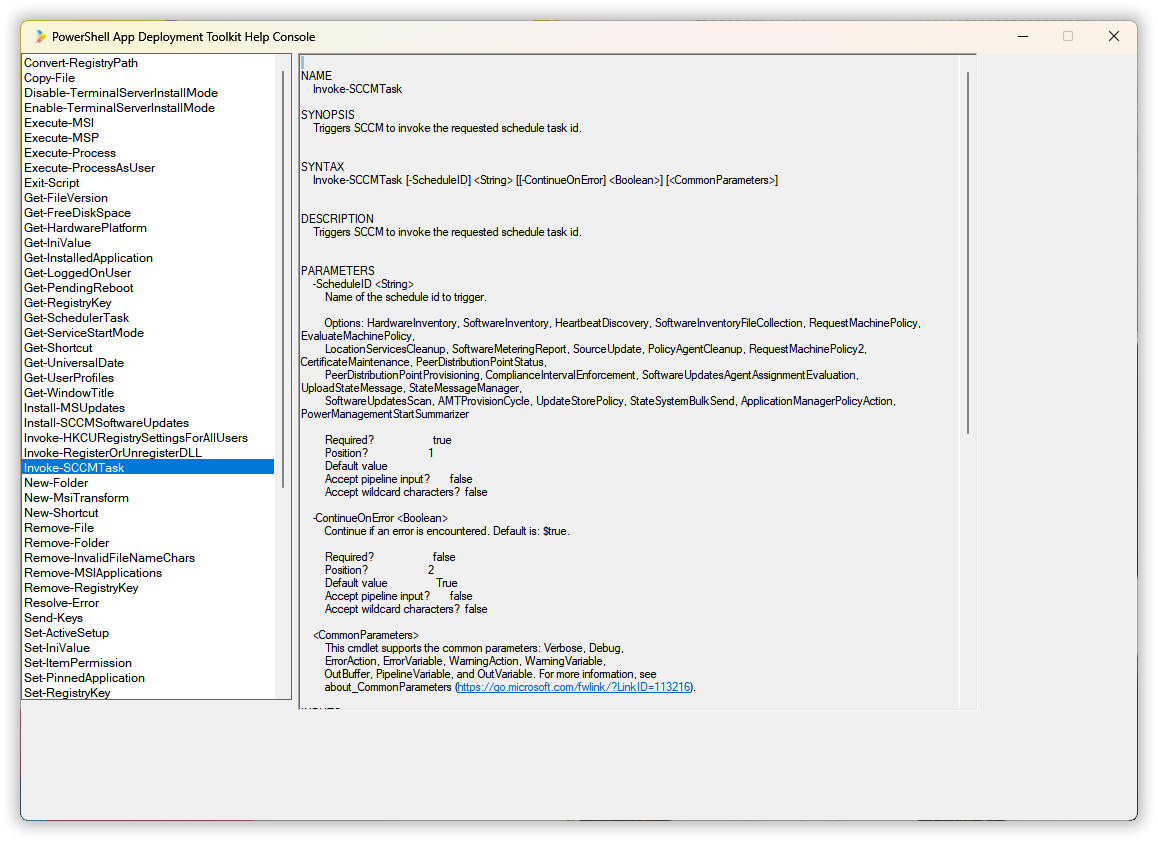 PowerShell App Deployment Toolkit Help Console
Convert-RegistryPath
Copy-File
Disable-TerminalServerInstallMode
Enable-TerminalServerInstallMode
Execute-MSI
Execute-MSP
Execute-Process
Execute-ProcessAsUser
Exit-Script
Get-FileVersion
Get-FreeDiskSpace
Get-HardwarePlatform
Get-IniValue
Get-InstalledApplication
Get-LoggedOnUser
Get-PendingReboot
Get-RegistryKey
Get-SchedulerTask
Get-ServiceStartMode
Get-Shortcut
Get-UniversalDate
Get-UserProfiles
Get-WindowTitle
Install-MSUpdates
Install-SCCMSoftwareUpdates
Invoke-HKCURegistrySettingsForAllUsers
Invoke-RegisterOrUnregisterDLL
Invoke-SCCMTask
New-Folder
New-MsiTransform
New-Shortcut
Remove-File
Remove-Folder
Remove-InvalidFileNameChars
Remove-MSIApplications
Remove-RegistryKey
Resolve-Error
Send-Keys
Set-ActiveSetup
Set-IniValue
Set-ItemPermission
Set-PinnedApplication
Set-RegistryKey
NAME
Invoke-SCCMTask
SYNOPSIS
Triggers SCCM to invoke the requested schedule task id.
SYNTAX
Invoke-SCCMTask [-ScheduleID] <String> [[-ContinueOnError] <Boolean>] [<CommonParameters>]
DESCRIPTION
Triggers SCCM to invoke the requested schedule task id.
PARAMETERS
-ScheduleID <String>
Name of the schedule id to trigger.
Options: HardwareInventory, SoftwareInventory, HeartbeatDiscovery, SoftwareInventoryFileCollection, RequestMachinePolicy,
EvaluateMachinePolicy,
LocationServicesCleanup, SoftwareMeteringReport, SourceUpdate, PolicyAgentCleanup, RequestMachinePolicy2,
CertificateMaintenance, PeerDistributionPointStatus,
PeerDistributionPointProvisioning, ComplianceIntervalEnforcement, SoftwareUpdatesAgentAssignmentEvaluation,
UploadStateMessage, StateMessageManager,
SoftwareUpdatesScan, AMTProvisionCycle, UpdateStorePolicy, StateSystemBulkSend, ApplicationManagerPolicyAction,
PowerManagementStartSummarizer
Required? true
Position? 1
Default value
Accept pipeline input? false
Accept wildcard characters? false
-ContinueOnError <Boolean>
Continue if an error is encountered. Default is: $true.
Required? false
Position? 2
Default value True
Accept pipeline input? false
Accept wildcard characters? false
<CommonParameters>
This cmdlet supports the common parameters: Verbose, Debug,
ErrorAction, ErrorVariable, WarningAction, WarningVariable,
OutBuffer, PipelineVariable, and OutVariable. For more information, see
about_CommonParameters (https://go.microsoft.com/fwlink/?LinkID=113216).